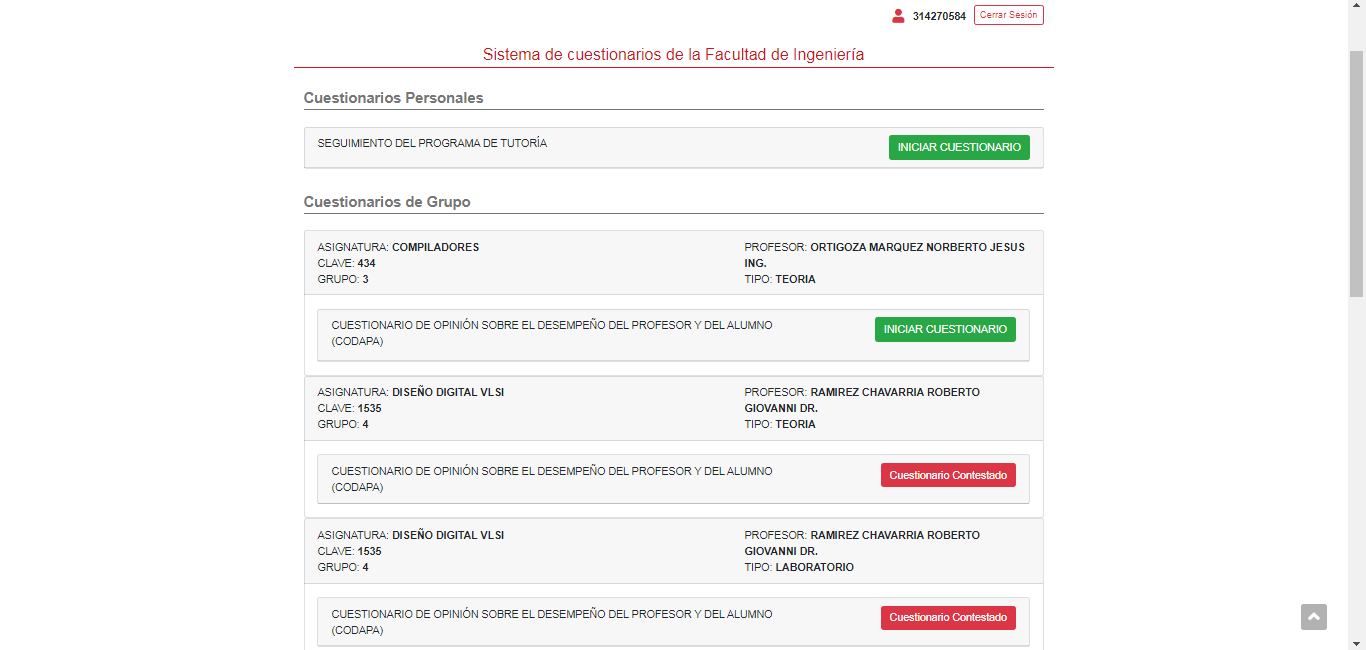 314270584 Cerrar Sesión
Sistema de cuestionarios de la Facultad de Ingeniería
Cuestionarios Personales
SEGUIMIENTO DEL PROGRAMA DE TUTORÍA INICIAR CUESTIONARIO
Cuestionarios de Grupo
ASIGNATURA: COMPILADORES
CLAVE: 434
GRUPO: 3
PROFESOR: ORTIGOZA MARQUEZ NORBERTO JESUS
ING.
TIPO: TEORIA
CUESTIONARIO DE OPINIÓN SOBRE EL DESEMPEÑO DEL PROFESOR Y DEL ALUMNO
(CODAPA)
INICIAR CUESTIONARIO
ASIGNATURA: DISEÑO DIGITAL VLSI
CLAVE: 1535
GRUPO: 4
PROFESOR: RAMIREZ CHAVARRIA ROBERTO
GIOVANNI DR.
TIPO: TEORIA
CUESTIONARIO DE OPINIÓN SOBRE EL DESEMPEÑO DEL PROFESOR Y DEL ALUMNO
(CODAPA)
Cuestionario Contestado
ASIGNATURA: DISEÑO DIGITAL VLSI
CLAVE: 1535
GRUPO: 4
PROFESOR: RAMIREZ CHAVARRIA ROBERTO
GIOVANNI DR.
TIPO: LABORATORIO
CUESTIONARIO DE OPINIÓN SOBRE EL DESEMPEÑO DEL PROFESOR Y DEL ALUMNO
(CODAPA)
Cuestionario Contestado